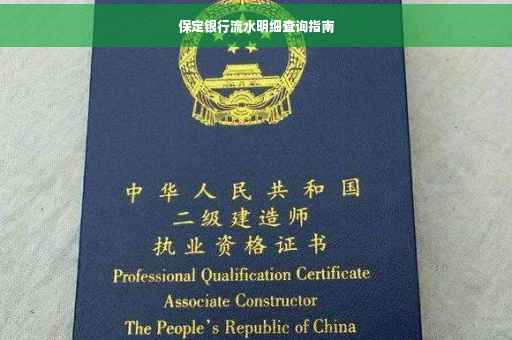 保定银行流水明细查询指南
中华人民共和国
二级建造师
执业资格证书
Professional Qualification Certificate
Associate Constructor
The People's Republic of China